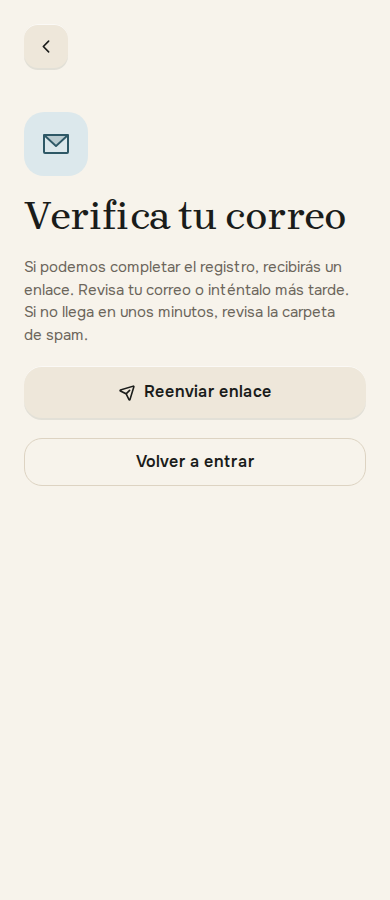 Verifica tu correo
Si podemos completar el registro, recibirás un
enlace. Revisa tu correo o inténtalo más tarde.
Si no llega en unos minutos, revisa la carpeta
de spam.
Reenviar enlace
Volver a entrar